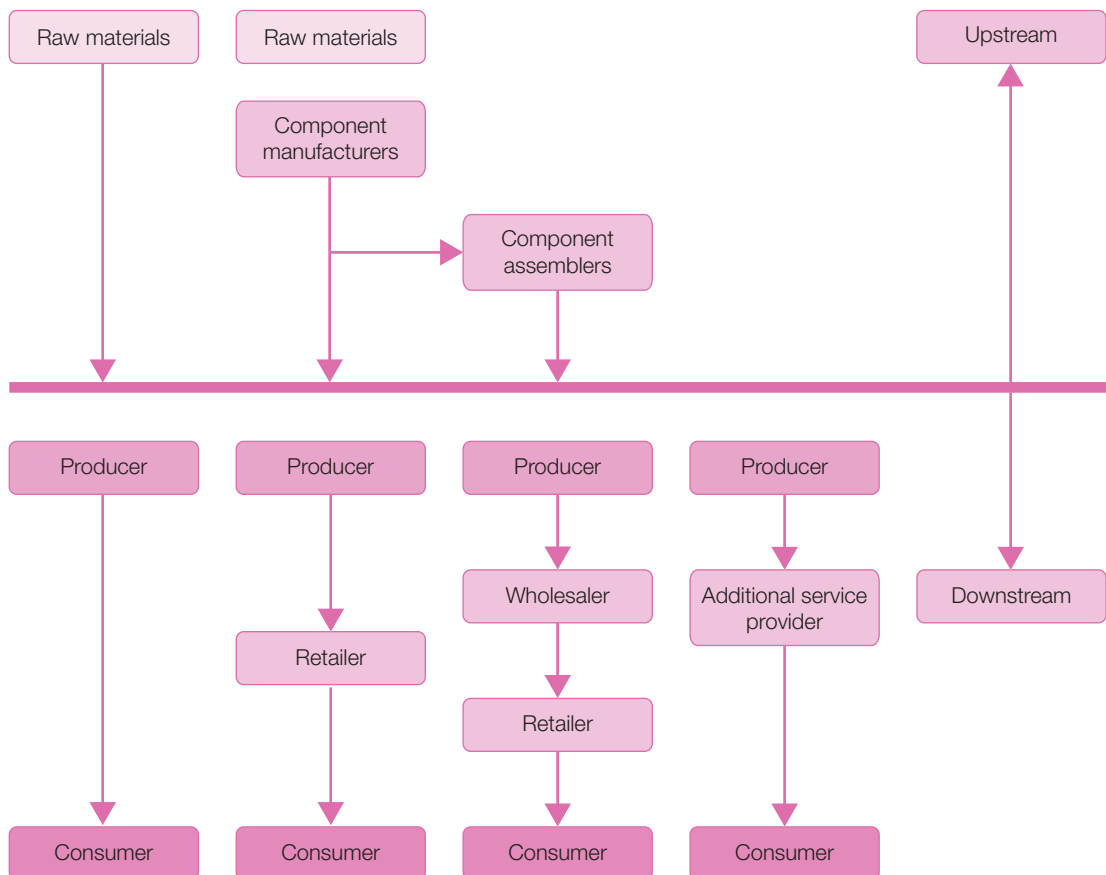 Raw materials
Raw materials
Upstream
Component
manufacturers
Component
assemblers
Producer
Producer
Producer
Producer
Wholesaler
Additional service
provider
Downstream
Retailer
Retailer
Consumer
Consumer
Consumer
Consumer